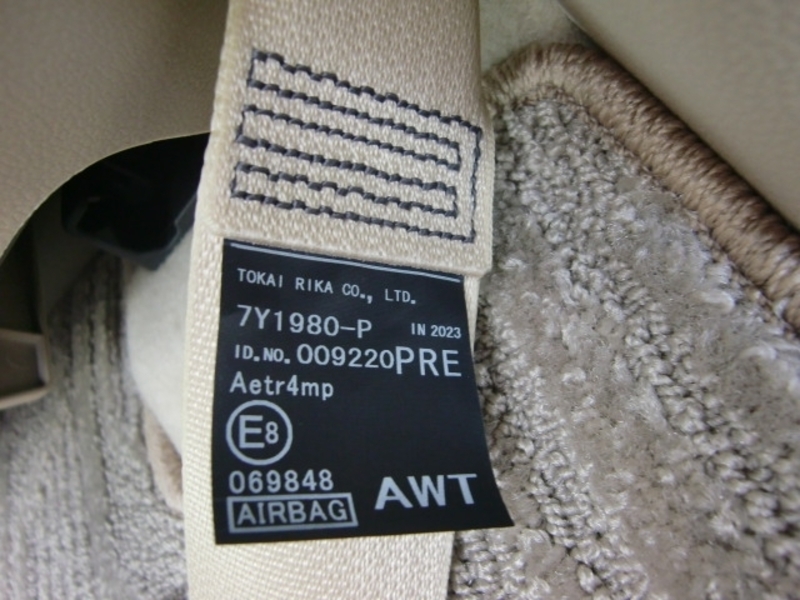 TOKAI RIKA CO., LTD.
7Y1980-P IN 2023
ID.NO. 009220PRE
Aetr4mp
E8
069848 AWT
AIRBAG